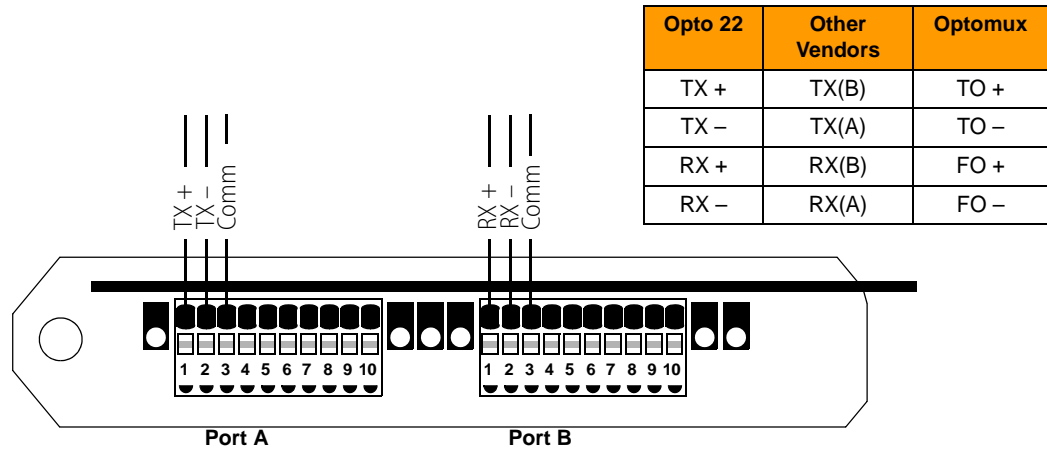 Opto 22 Other Vendors Optomux
TX + TX(B) TO +
TX – TX(A) TO –
RX + RX(B) FO +
RX – RX(A) FO –
TX +
TX –
Comm
RX +
RX –
Comm
1 2 3 4 5 6 7 8 9 10
1 2 3 4 5 6 7 8 9 10
Port A
Port B